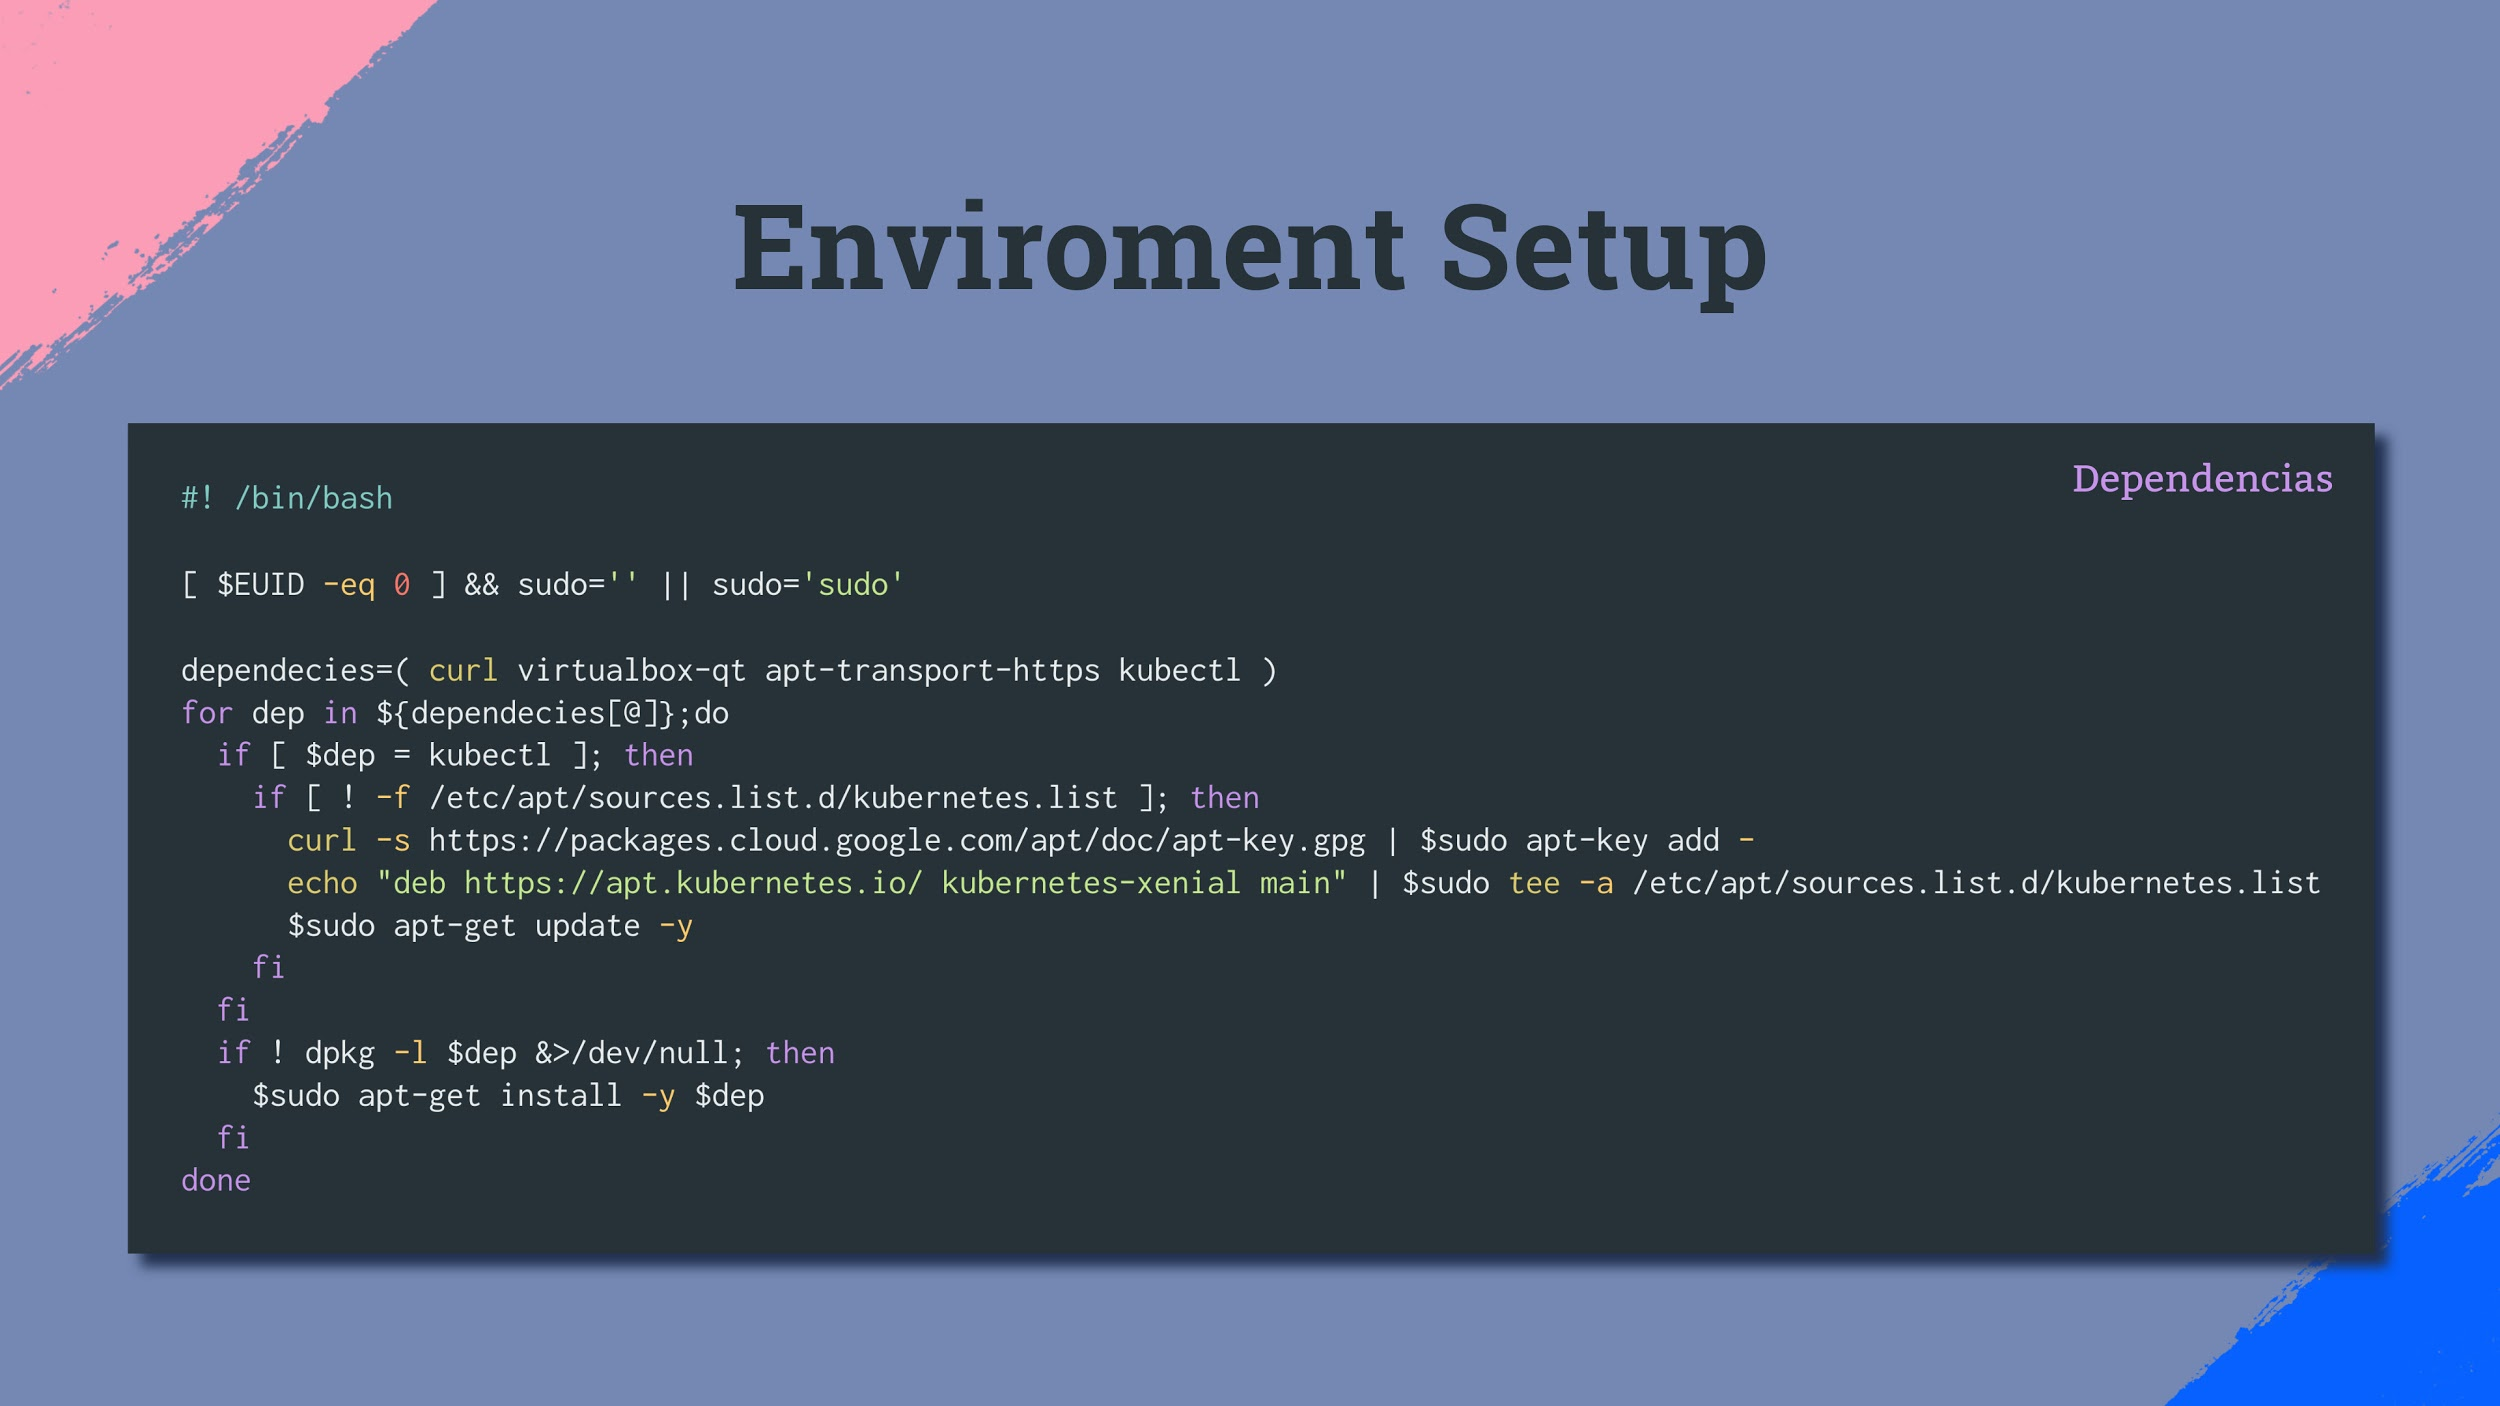 Enviroment Setup
Dependencias
#! /bin/bash
[ $EUID -eq 0 ] && sudo='' || sudo='sudo'
dependecies=( curl virtualbox-qt apt-transport-https kubectl )
for dep in ${dependecies[@]};do
  if [ $dep = kubectl ]; then
    if [ ! -f /etc/apt/sources.list.d/kubernetes.list ]; then
      curl -s https://packages.cloud.google.com/apt/doc/apt-key.gpg | $sudo apt-key add -
      echo "deb https://apt.kubernetes.io/ kubernetes-xenial main" | $sudo tee -a /etc/apt/sources.list.d/kubernetes.list
      $sudo apt-get update -y
    fi
  fi
  if ! dpkg -l $dep &>/dev/null; then
    $sudo apt-get install -y $dep
  fi
done